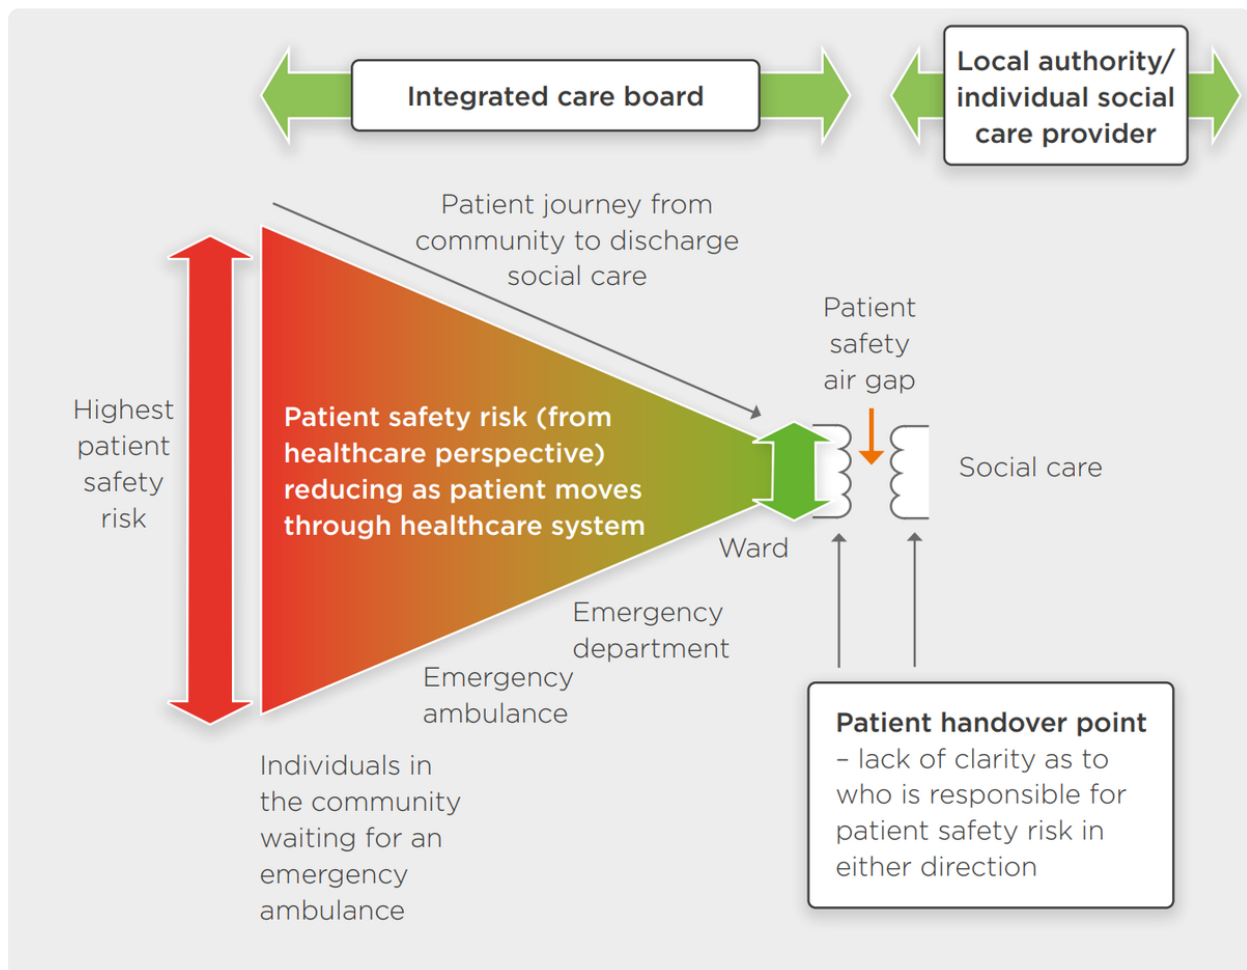 Integrated care board
Local authority/
individual social
care provider
Patient journey from
community to discharge
social care
Patient
safety
air gap
Highest
patient
safety
risk
Patient safety risk (from
healthcare perspective)
reducing as patient moves
through healthcare system
Social care
Ward
Emergency
department
Emergency
ambulance
Individuals in
the community
waiting for an
emergency
ambulance
Patient handover point
– lack of clarity as to
who is responsible for
patient safety risk in
either direction